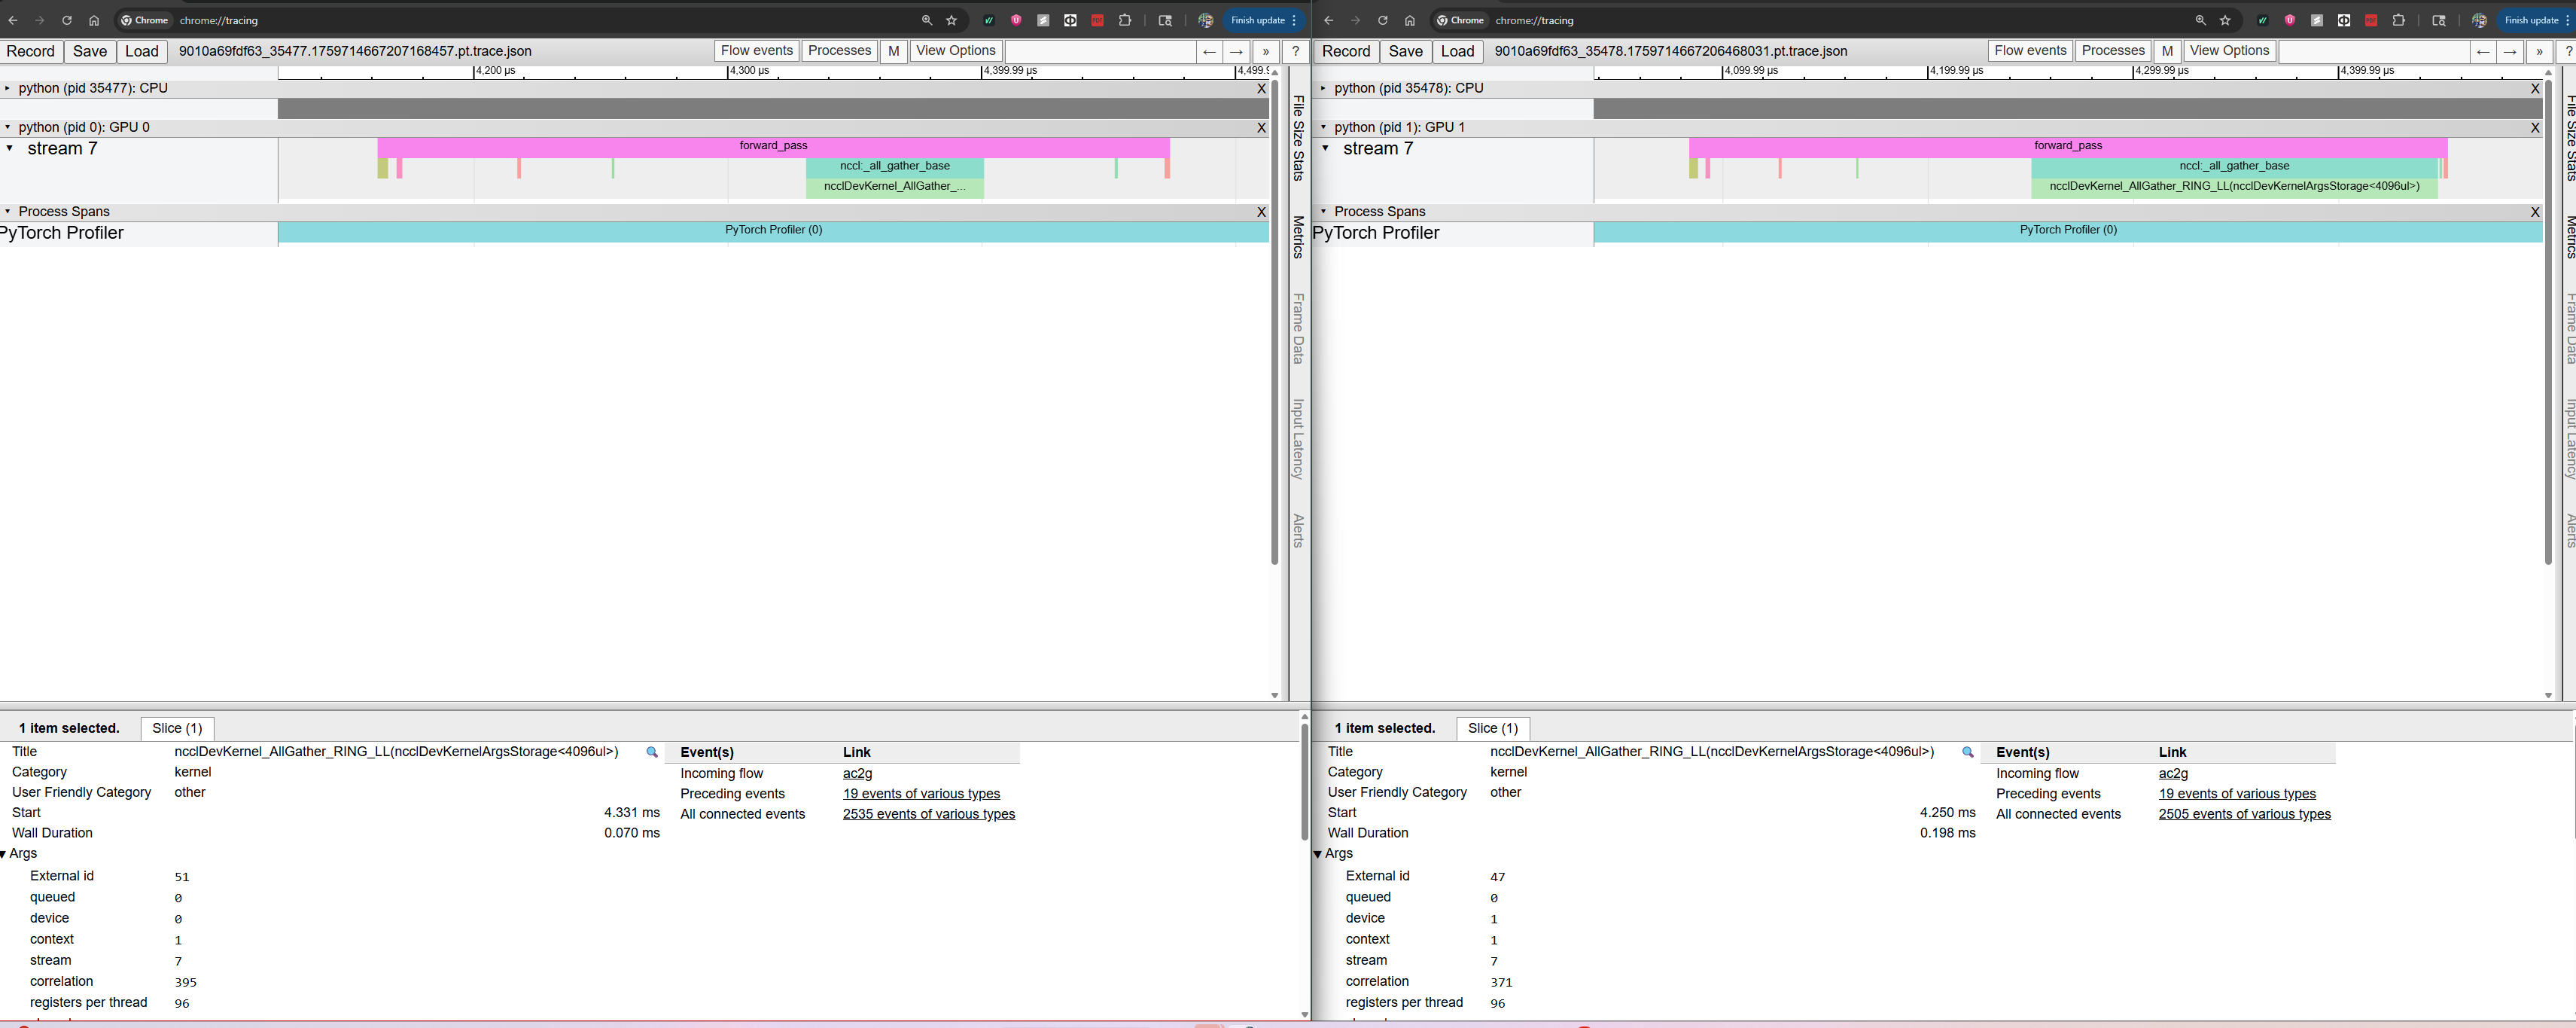 Chrome chrome://tracing Finish update
Record Save Load 9010a69fdf63_35477.1759714667207168457.pt.trace.json Flow events Processes M View Options ← → » ?
4,200 µs 4,300 µs 4,399.99 µs 4,499.9
python (pid 35477): CPU X
python (pid 0): GPU 0 X
stream 7
forward_pass
nccl:_all_gather_base
ncclDevKernel_AllGather_...
Process Spans X
PyTorch Profiler
PyTorch Profiler (0)
File Size Stats
Metrics
Frame Data
Input Latency
Alerts
1 item selected. Slice (1)
Title ncclDevKernel_AllGather_RING_LL(ncclDevKernelArgsStorage<4096ul>)
Category kernel
User Friendly Category other
Start 4.331 ms
Wall Duration 0.070 ms
Args
External id 51
queued 0
device 0
context 1
stream 7
correlation 395
registers per thread 96
Event(s) Link
Incoming flow ac2g
Preceding events 19 events of various types
All connected events 2535 events of various types
Chrome chrome://tracing Finish update
Record Save Load 9010a69fdf63_35478.1759714667206468031.pt.trace.json Flow events Processes M View Options ← → » ?
4,099.99 µs 4,199.99 µs 4,299.99 µs 4,399.99 µs
python (pid 35478): CPU X
python (pid 1): GPU 1 X
stream 7
forward_pass
nccl:_all_gather_base
ncclDevKernel_AllGather_RING_LL(ncclDevKernelArgsStorage<4096ul>)
Process Spans X
PyTorch Profiler
PyTorch Profiler (0)
File Size Stats
Metrics
Frame Data
Input Latency
Alerts
1 item selected. Slice (1)
Title ncclDevKernel_AllGather_RING_LL(ncclDevKernelArgsStorage<4096ul>)
Category kernel
User Friendly Category other
Start 4.250 ms
Wall Duration 0.198 ms
Args
External id 47
queued 0
device 1
context 1
stream 7
correlation 371
registers per thread 96
Event(s) Link
Incoming flow ac2g
Preceding events 19 events of various types
All connected events 2505 events of various types